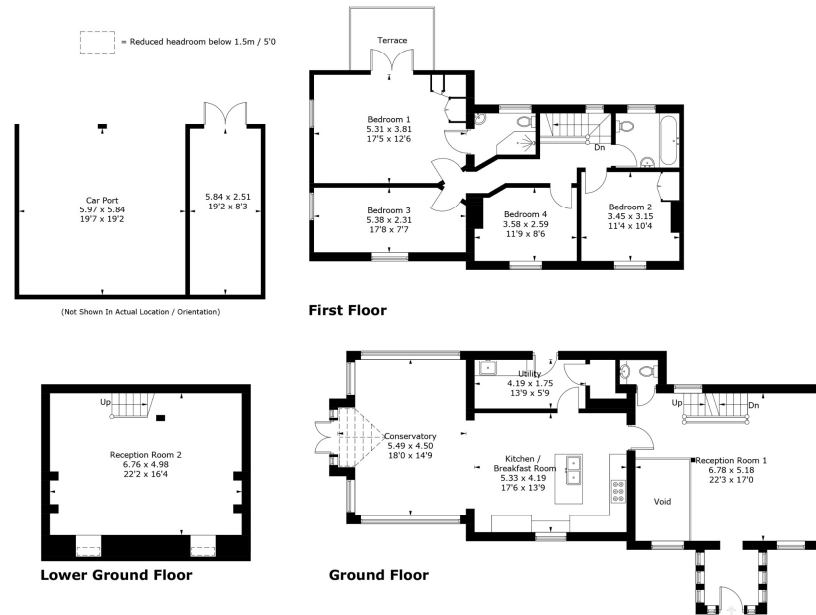 = Reduced headroom below 1.5m / 5'0
Terrace
Bedroom 1
5.31 x 3.81
17'5 x 12'6
Dn
Car Port
5.97 x 5.84
19'7 x 19'2
5.84 x 2.51
19'2 x 8'3
Bedroom 3
5.38 x 2.31
17'8 x 7'7
Bedroom 4
3.58 x 2.59
11'9 x 8'6
Bedroom 2
3.45 x 3.15
11'4 x 10'4
(Not Shown In Actual Location / Orientation)
First Floor
Up
Reception Room 2
6.76 x 4.98
22'2 x 16'4
Lower Ground Floor
Utility
4.19 x 1.75
13'9 x 5'9
Up
Dn
Conservatory
5.49 x 4.50
18'0 x 14'9
Kitchen /
Breakfast Room
5.33 x 4.19
17'6 x 13'9
Reception Room 1
6.78 x 5.18
22'3 x 17'0
Void
Ground Floor